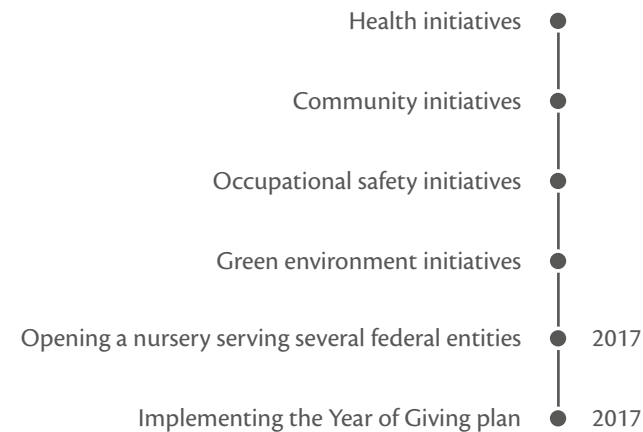 Health initiatives
Community initiatives
Occupational safety initiatives
Green environment initiatives
Opening a nursery serving several federal entities 2017
Implementing the Year of Giving plan 2017